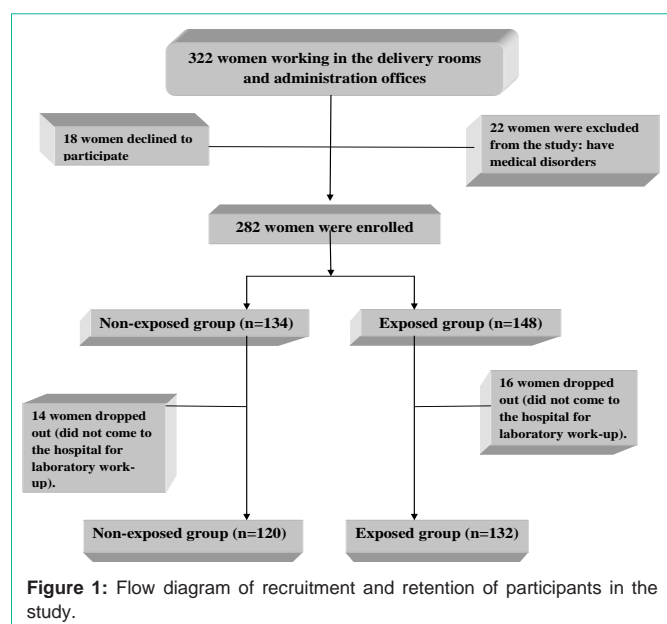 322 women working in the delivery rooms
and administration offices
18 women declined to
participate
22 women were excluded
from the study: have
medical disorders
282 women were enrolled
Non-exposed group (n=134)
Exposed group (n=148)
14 women dropped
out (did not come to
the hospital for
laboratory work-
up).
16 women dropped
out (did not come to
the hospital for
laboratory work-up).
Non-exposed group (n=120)
Exposed group (n=132)
Figure 1: Flow diagram of recruitment and retention of participants in the
study.